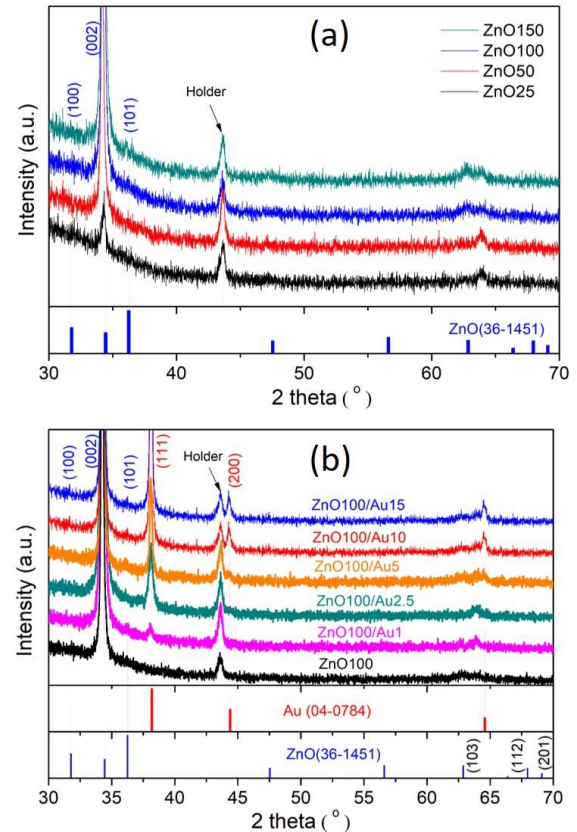 (a)
(002)
ZnO150
ZnO100
ZnO50
ZnO25
(100)
(101)
Holder
Intensity (a.u.)
ZnO(36-1451)
30 40 50 60 70
2 theta (°)
(b)
(100)
(002)
(101)
(111)
Holder
(200)
ZnO100/Au15
ZnO100/Au10
ZnO100/Au5
ZnO100/Au2.5
ZnO100/Au1
ZnO100
Intensity (a.u.)
Au (04-0784)
ZnO(36-1451)
(103)
(112)
(201)
30 35 40 45 50 55 60 65 70
2 theta (°)